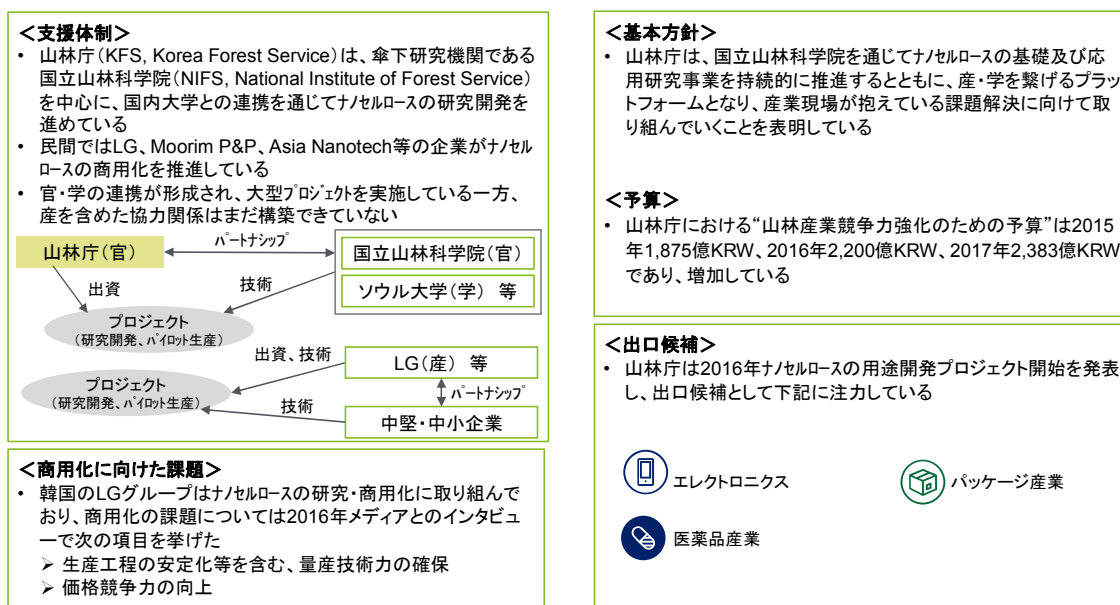 ＜支援体制＞
• 山林庁（KFS, Korea Forest Service）は、傘下研究機関である
国立山林科学院（NIFS, National Institute of Forest Service）
を中心に、国内大学との連携を通じてﾅﾉｾﾙﾛｰｽの研究開発を
進めている
• 民間ではLG、Moorim P&P、Asia Nanotech等の企業がﾅﾉｾﾙ
ﾛｰｽの商用化を推進している
• 官・学の連携が形成され、大型ﾌﾟﾛｼﾞｪｸﾄを実施している一方、
産を含めた協力関係はまだ構築できていない
山林庁（官）
ﾊﾟｰﾄﾅｼｯﾌﾟ
国立山林科学院（官）
ソウル大学（学） 等
出資
技術
プロジェクト
（研究開発、ﾊﾟｲﾛｯﾄ生産）
出資、技術
LG（産） 等
プロジェクト
（研究開発、ﾊﾟｲﾛｯﾄ生産）
ﾊﾟｰﾄﾅｼｯﾌﾟ
技術
中堅・中小企業
＜商用化に向けた課題＞
• 韓国のLGグループはﾅﾉｾﾙﾛｰｽの研究・商用化に取り組んで
おり、商用化の課題については2016年メディアとのインタビュ
ーで次の項目を挙げた
➢ 生産工程の安定化等を含む、量産技術力の確保
➢ 価格競争力の向上
＜基本方針＞
• 山林庁は、国立山林科学院を通じてﾅﾉｾﾙﾛｰｽの基礎及び応
用研究事業を持続的に推進するとともに、産・学を繋げるプラッ
トフォームとなり、産業現場が抱えている課題解決に向けて取
り組んでいくことを表明している
＜予算＞
• 山林庁における“山林産業競争力強化のための予算”は2015
年1,875億KRW、2016年2,200億KRW、2017年2,383億KRW
であり、増加している
＜出口候補＞
• 山林庁は2016年ﾅﾉｾﾙﾛｰｽの用途開発プロジェクト開始を発表
し、出口候補として下記に注力している
エレクトロニクス
パッケージ産業
医薬品産業